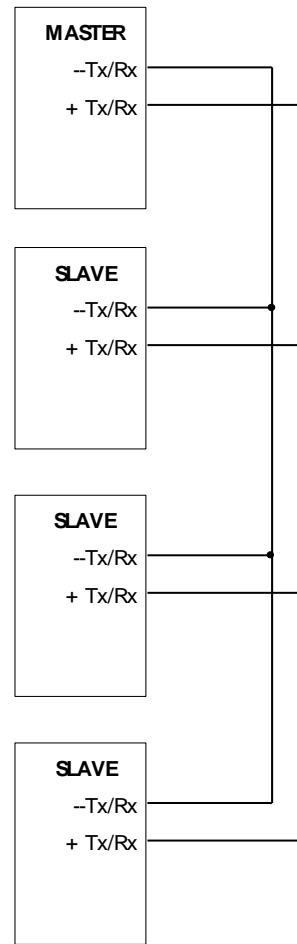 MASTER
--Tx/Rx
+ Tx/Rx
SLAVE
--Tx/Rx
+ Tx/Rx
SLAVE
--Tx/Rx
+ Tx/Rx
SLAVE
--Tx/Rx
+ Tx/Rx